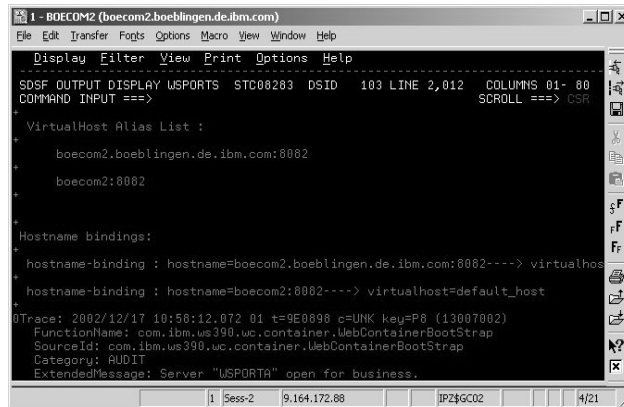 1 - BOECOM2 (boecom2.boeblingen.de.ibm.com)
File Edit Transfer Fonts Options Macro View Window Help
Display Filter View Print Options Help
SDSF OUTPUT DISPLAY WSPORTS STC08283 DSID 103 LINE 2,012 COLUMNS 01- 80
COMMAND INPUT ===> SCROLL ===> CSR
+
VirtualHost Alias List :
+
boecom2.boeblingen.de.ibm.com:8082
+
boecom2:8082
+
+
Hostname bindings:
+
hostname-binding : hostname=boecom2.boeblingen.de.ibm.com:8082----> virtualhos
+
hostname-binding : hostname=boecom2:8082----> virtualhost=default_host
+
0Trace: 2002/12/17 10:58:12.072 01 t=9E0898 c=UNK key=P8 (13007002)
FunctionName: com.ibm.ws390.wc.container.WebContainerBootStrap
SourceId: com.ibm.ws390.wc.container.WebContainerBootStrap
Category: AUDIT
ExtendedMessage: Server "WSPORTA" open for business.
1 Sess-2 9.164.172.88 IPZ$GC02 4/21